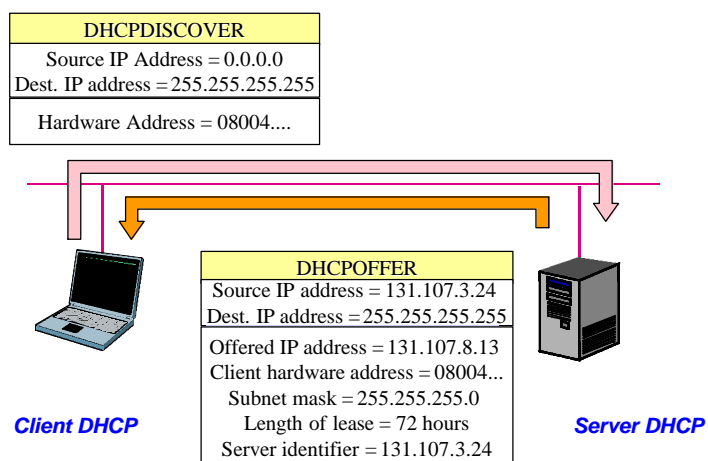 DHCPDISCOVER
Source IP Address = 0.0.0.0
Dest. IP address = 255.255.255.255
Hardware Address = 08004....
DHCPOFFER
Source IP address = 131.107.3.24
Dest. IP address = 255.255.255.255
Offered IP address = 131.107.8.13
Client hardware address = 08004...
Subnet mask = 255.255.255.0
Length of lease = 72 hours
Server identifier = 131.107.3.24
Client DHCP
Server DHCP